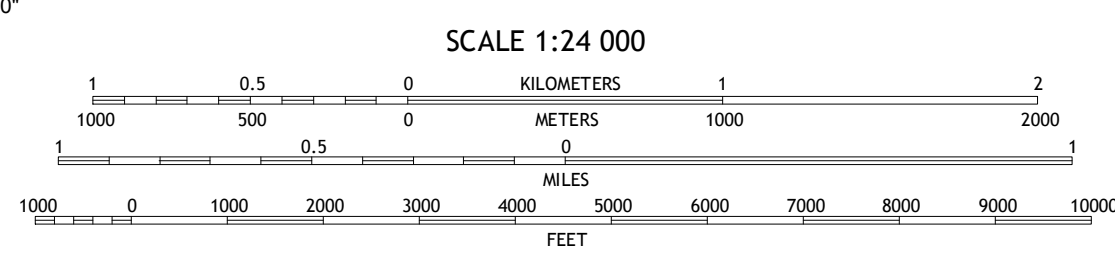 0"
SCALE 1:24 000
1 0.5 0 KILOMETERS 1 2
1000 500 0 METERS 1000 2000
1 0.5 0 1
MILES
1000 0 1000 2000 3000 4000 5000 6000 7000 8000 9000 10000
FEET